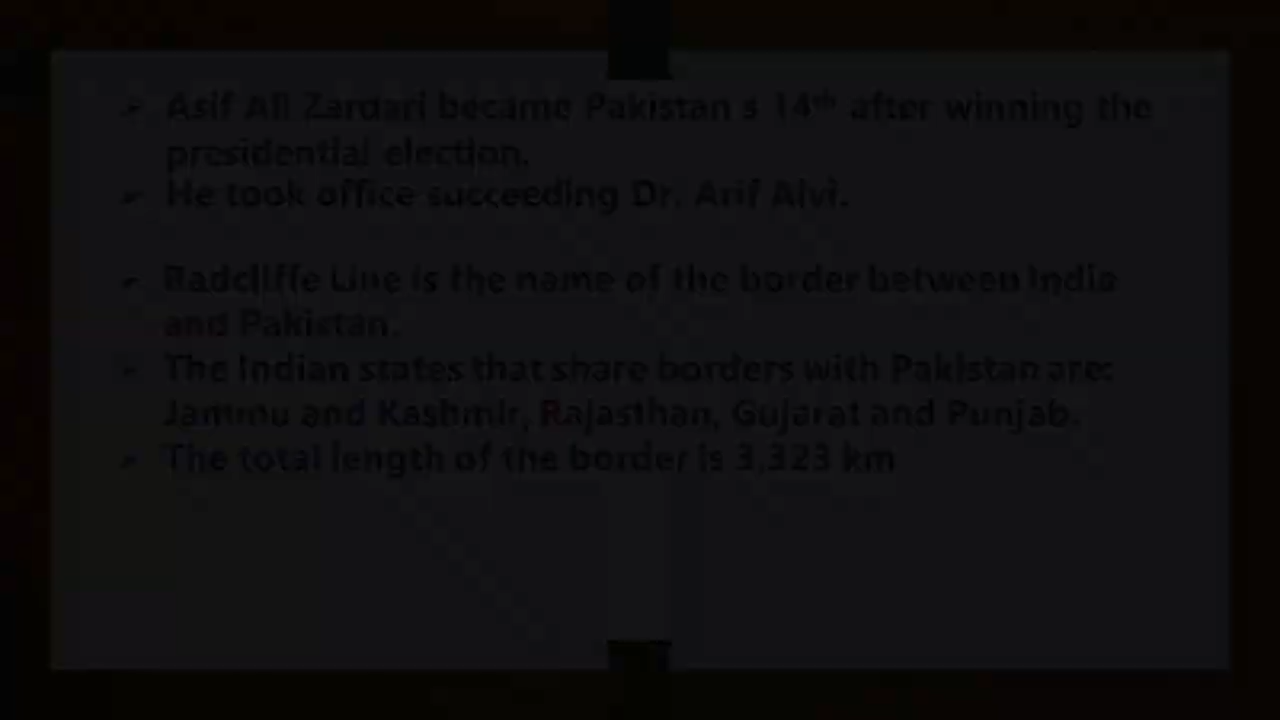 ➢ Asif Ali Zardari became Pakistan s 14th after winning the
presidential election.
➢ He took office succeeding Dr. Arif Alvi.
➢ Radcliffe Line is the name of the border between India
and Pakistan.
➢ The Indian states that share borders with Pakistan are:
Jammu and Kashmir, Rajasthan, Gujarat and Punjab.
➢ The total length of the border is 3,323 km